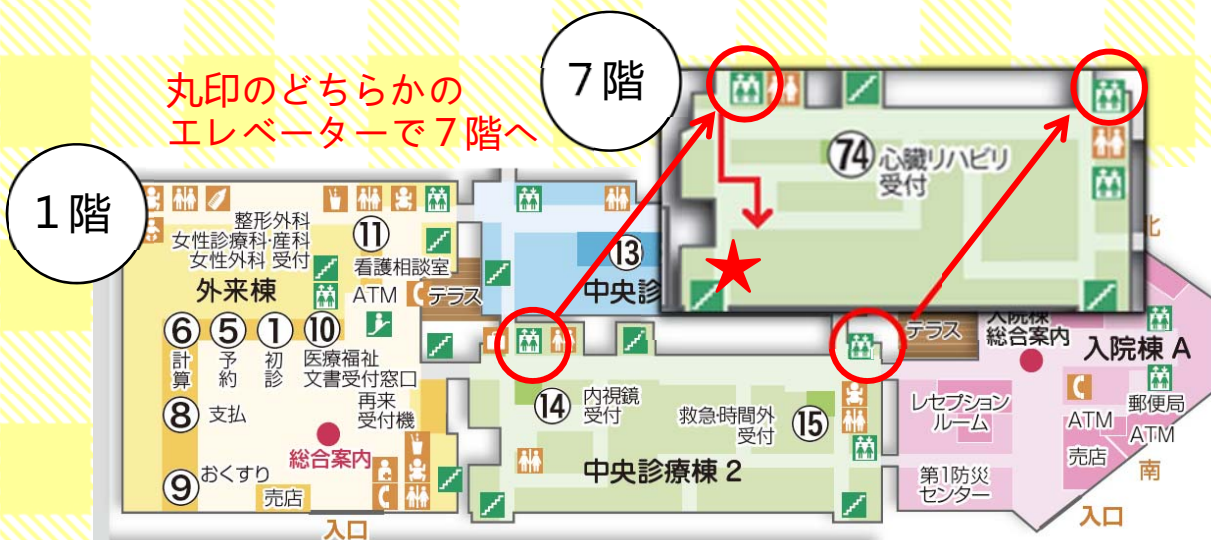 丸印のどちらかの
エレベーターで７階へ
７階
１階
74 心臓リハビリ
受付
北
整形外科
女性診療科・産科
女性外科 受付
⑪
看護相談室
外来棟
ATM
テラス
⑬
中央診
⑥
計算
⑤
予約
①
初診
⑩
医療福祉
文書受付窓口
再来
受付機
⑧ 支払
総合案内
⑨ おくすり
売店
入口
⑭ 内視鏡
受付
救急・時間外
受付 ⑮
中央診療棟 2
テラス
入院棟
総合案内
入院棟 A
レセプション
ルーム
ATM
郵便局
ATM
売店
第1防災
センター
南
入口